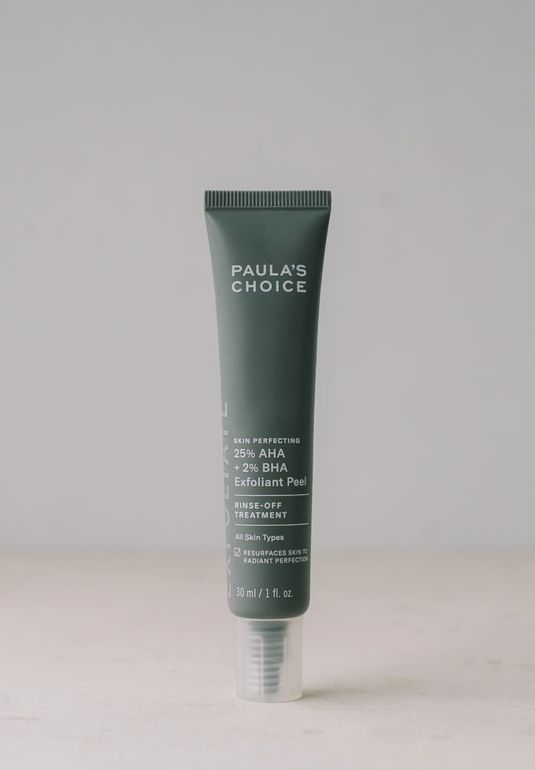 PAULA'S
CHOICE
SKIN PERFECTING
25% AHA
+ 2% BHA
Exfoliant Peel
RINSE-OFF
TREATMENT
All Skin Types
☑ RESURFACES SKIN TO
RADIANT PERFECTION
30 ml / 1 fl. oz.